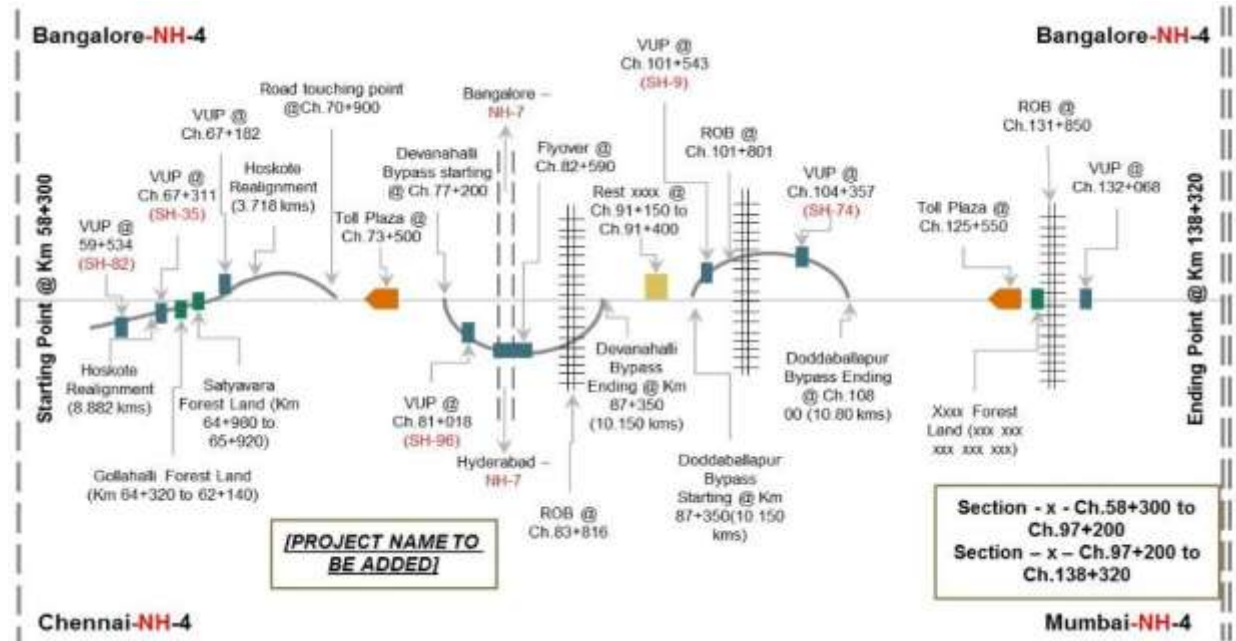 Bangalore-NH-4
Bangalore-NH-4
Starting Point @ Km 58+300
Ending Point @ Km 138+320
VUP @
59+534
(SH-82)
VUP @
Ch.67+311
(SH-35)
VUP @
Ch.67+182
Hoskote
Realignment
(3.718 kms)
Road touching point
@Ch.70+900
Toll Plaza @
Ch.73+500
Devanahalli
Bypass starting
@ Ch.77+200
Bangalore –
NH-7
Flyover @
Ch.82+590
Rest xxxx @
Ch.91+150 to
Ch.91+400
VUP @
Ch.101+543
(SH-9)
ROB @
Ch.101+801
VUP @
Ch.104+357
(SH-74)
Toll Plaza @
Ch.125+550
ROB @
Ch.131+850
VUP @
Ch.132+068
Hoskote
Realignment
(8.882 kms)
Satyavara
Forest Land (Km
64+980 to
65+920)
Gollahalli Forest Land
(Km 64+320 to 62+140)
VUP @
Ch.81+018
(SH-96)
Hyderabad –
NH-7
ROB @
Ch.83+816
Devanahalli
Bypass
Ending @ Km
87+350
(10.150 kms)
Doddaballapur
Bypass
Starting @ Km
87+350(10.150
kms)
Doddaballapur
Bypass Ending
@ Ch.108
00 (10.80 kms)
Xxxx Forest
Land (xxx xxx
xxx xxx xxx)
[PROJECT NAME TO
BE ADDED]
Section - x - Ch.58+300 to
Ch.97+200
Section – x – Ch.97+200 to
Ch.138+320
Chennai-NH-4
Mumbai-NH-4